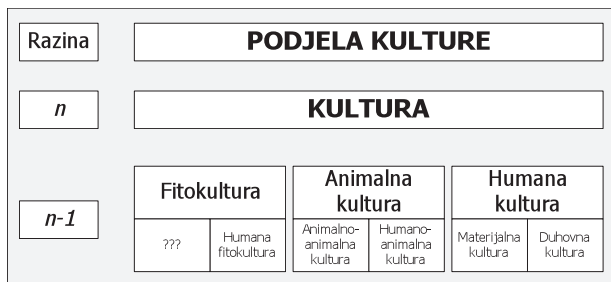 Razina
PODJELA KULTURE
n
KULTURA
n-1
Fitokultura
Animalna
kultura
Humana
kultura
???
Humana
fitokultura
Animalno-
animalna
kultura
Humano-
animalna
kultura
Materijalna
kultura
Duhovna
kultura